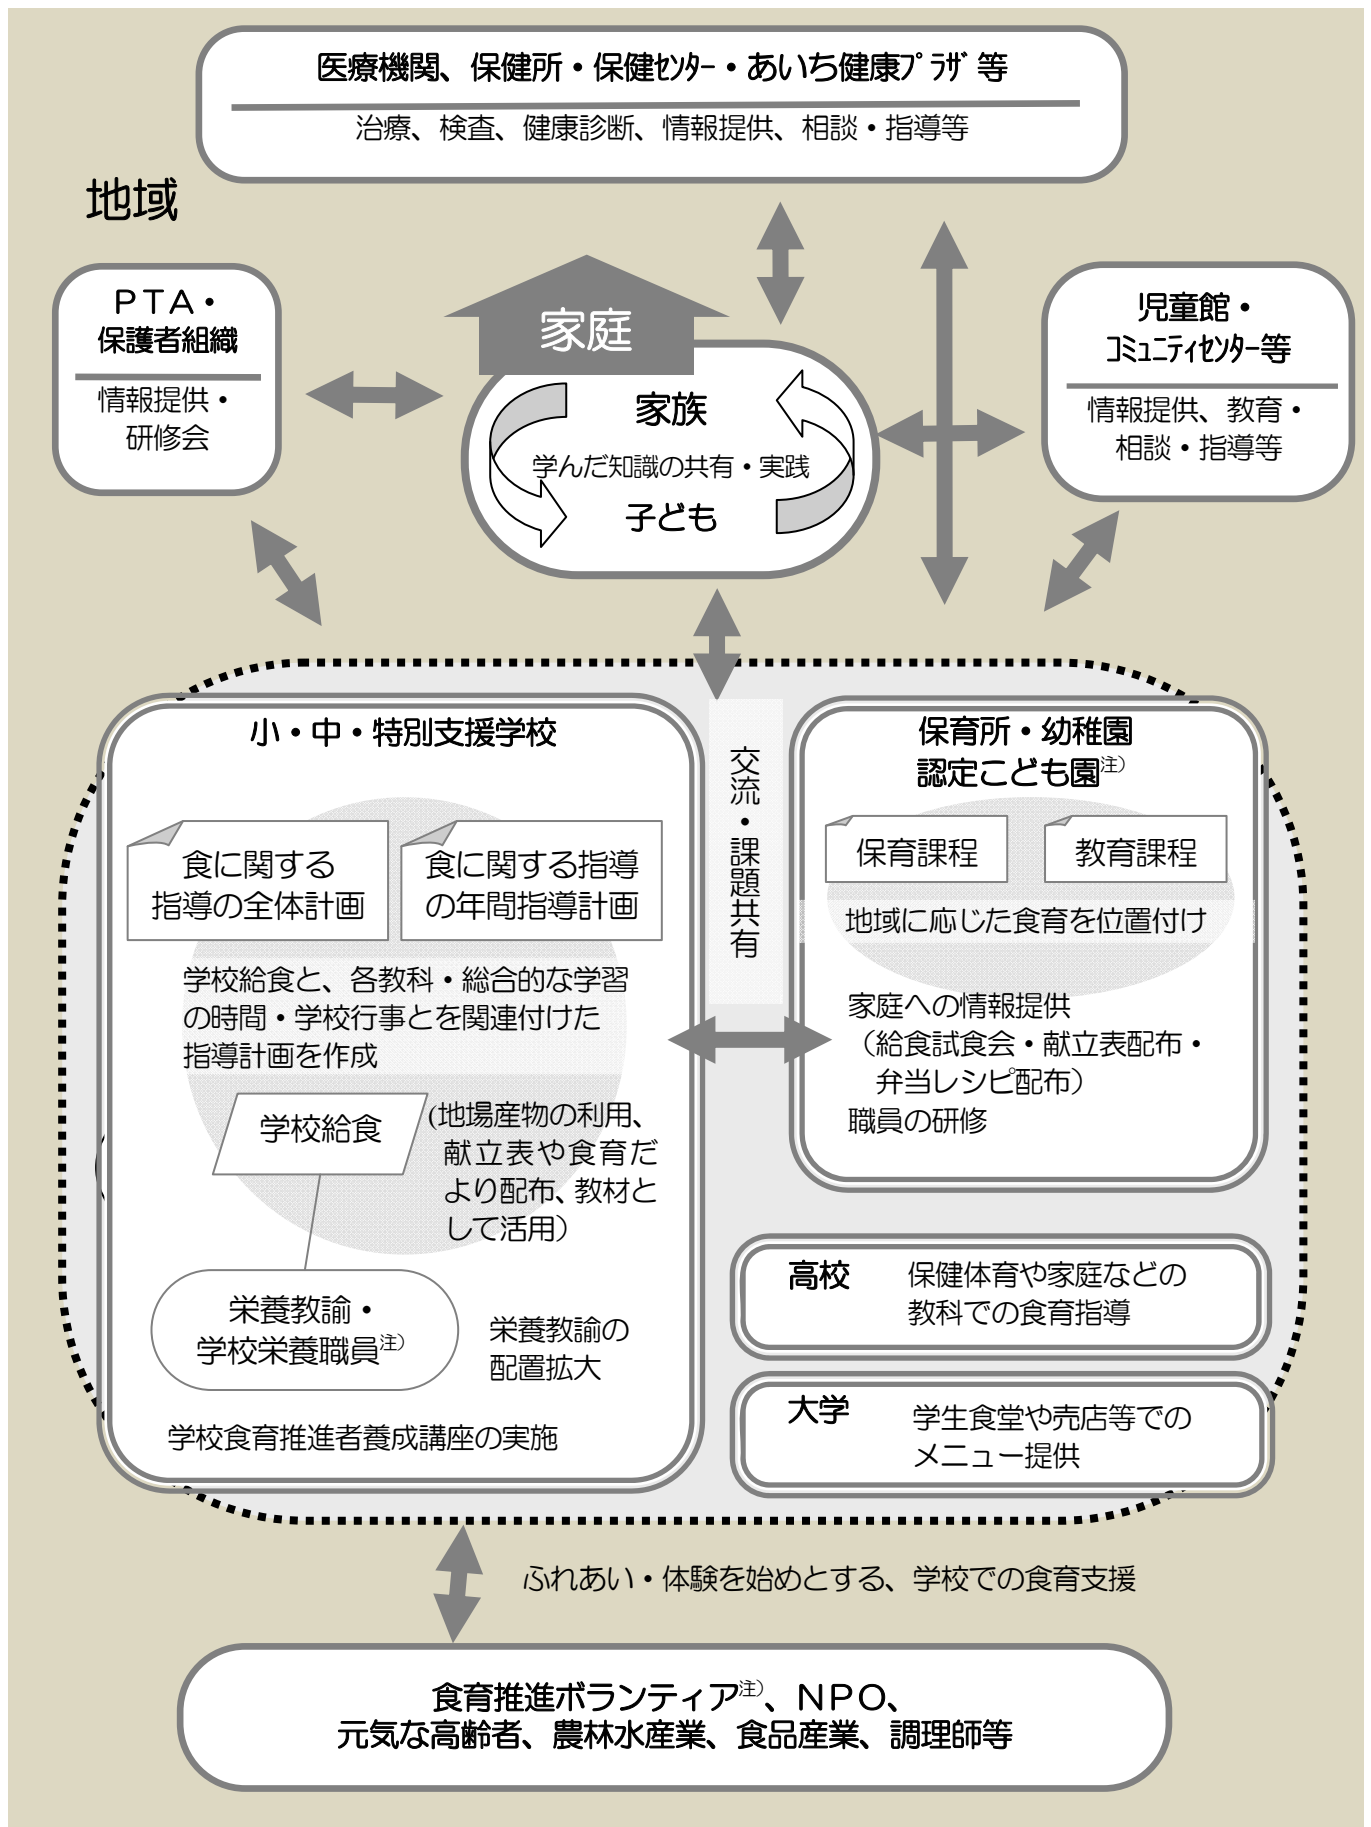 医療機関、保健所・保健ｾﾝﾀｰ・あいち健康ﾌﾟﾗｻﾞ等
治療、検査、健康診断、情報提供、相談・指導等
地域
ＰＴＡ・
保護者組織
情報提供・
研修会
家庭
家族
学んだ知識の共有・実践
子ども
児童館・
ｺﾐｭﾆﾃｨｾﾝﾀｰ等
情報提供、教育・
相談・指導等
小・中・特別支援学校
食に関する
指導の全体計画
食に関する指導
の年間指導計画
学校給食と、各教科・総合的な学習
の時間・学校行事とを関連付けた
指導計画を作成
学校給食
(地場産物の利用、
献立表や食育だ
より配布、教材と
して活用）
栄養教諭・
学校栄養職員注）
栄養教諭の
配置拡大
学校食育推進者養成講座の実施
交流・課題共有
保育所・幼稚園
認定こども園注）
保育課程
教育課程
地域に応じた食育を位置付け
家庭への情報提供
（給食試食会・献立表配布・
弁当レシピ配布）
職員の研修
高校
保健体育や家庭などの
教科での食育指導
大学
学生食堂や売店等での
メニュー提供
ふれあい・体験を始めとする、学校での食育支援
食育推進ボランティア注）、ＮＰＯ、
元気な高齢者、農林水産業、食品産業、調理師等